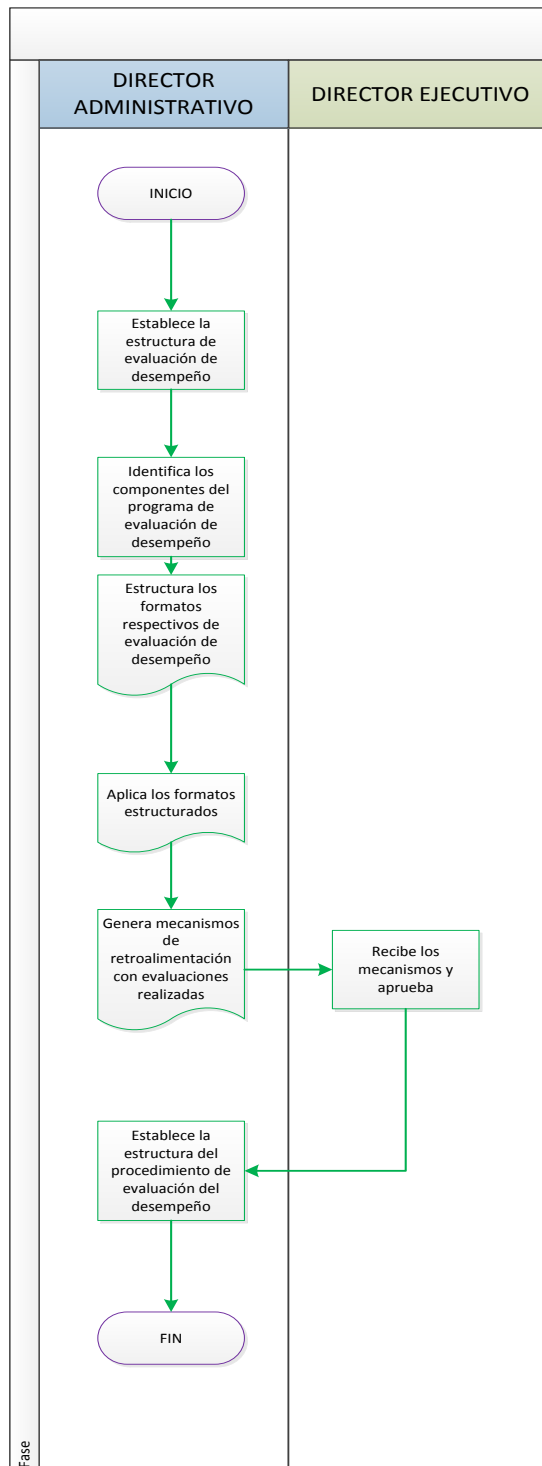 DIRECTOR
ADMINISTRATIVO
DIRECTOR EJECUTIVO
INICIO
Establece la
estructura de
evaluación de
desempeño
Identifica los
componentes del
programa de
evaluación de
desempeño
Estructura los
formatos
respectivos de
evaluación de
desempeño
Aplica los formatos
estructurados
Genera mecanismos
de
retroalimentación
con evaluaciones
realizadas
Recibe los
mecanismos y
aprueba
Establece la
estructura del
procedimiento de
evaluación del
desempeño
FIN
Fase